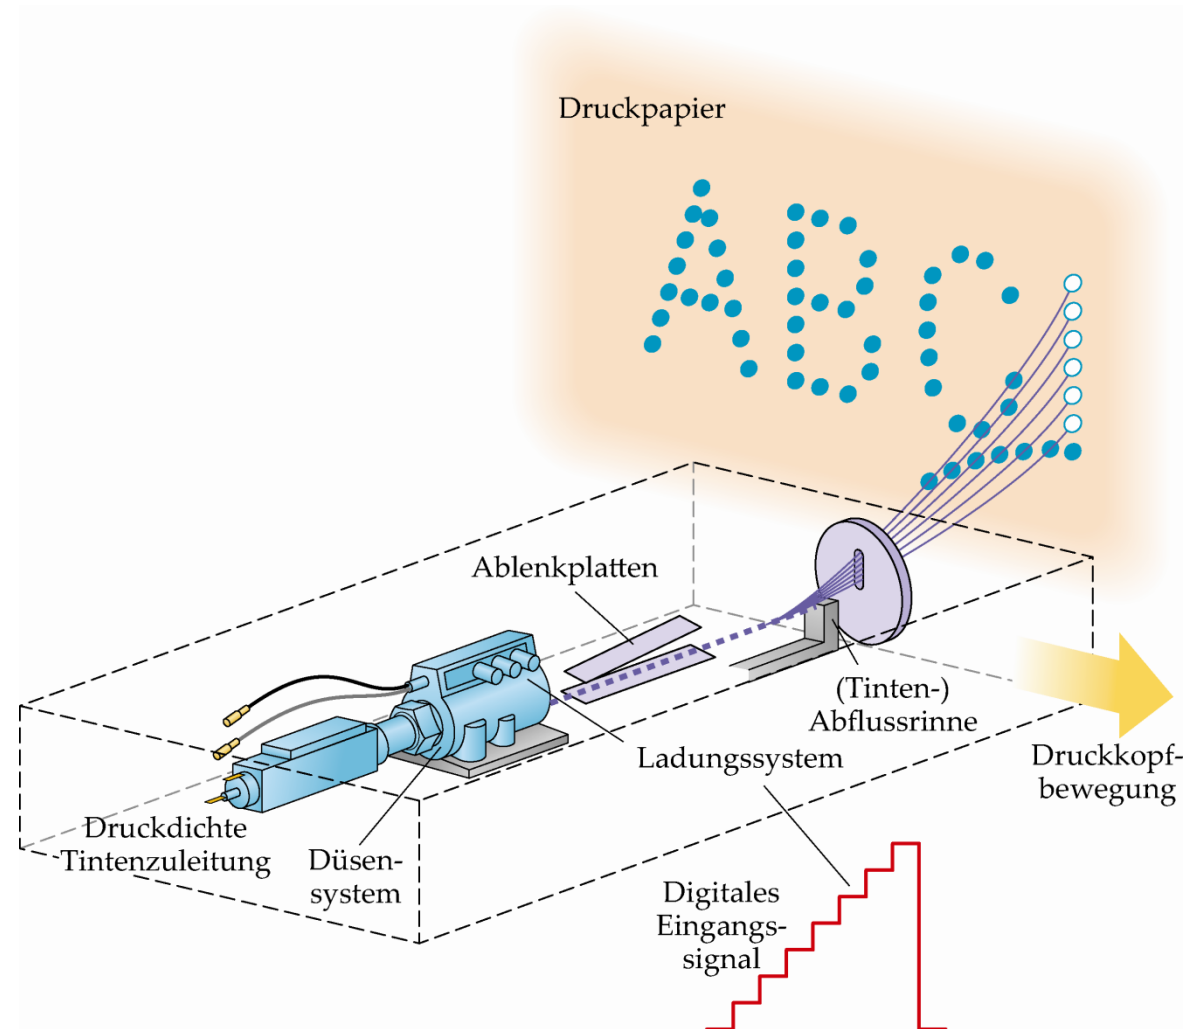 Druckpapier
ABC
Ablenkplatten
(Tinten-)
Abflussrinne
Ladungssystem
Druckkopf-
bewegung
Druckdichte
Tintenzuleitung
Düsen-
system
Digitales
Eingangs-
signal